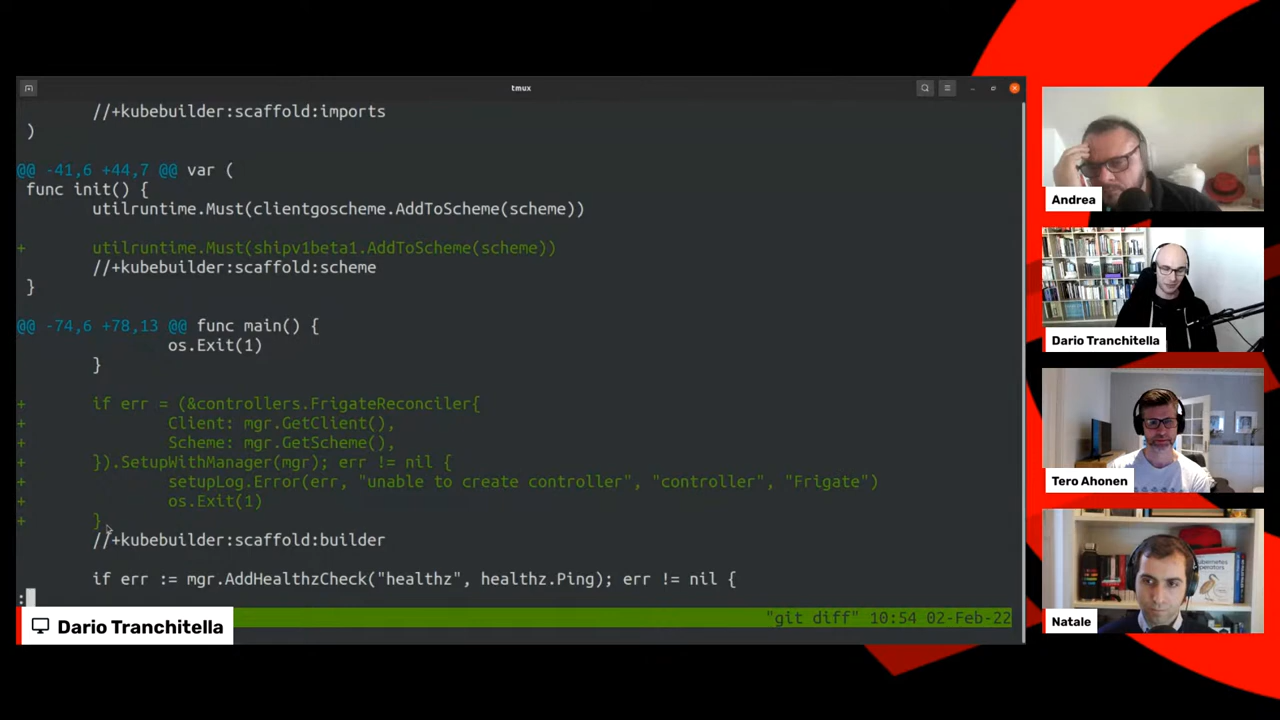 tmux
//+kubebuilder:scaffold:imports
)
@@ -41,6 +44,7 @@ var (
func init() {
utilruntime.Must(clientgoscheme.AddToScheme(scheme))
+ utilruntime.Must(shipv1beta1.AddToScheme(scheme))
//+kubebuilder:scaffold:scheme
}
@@ -74,6 +78,13 @@ func main() {
os.Exit(1)
}
+ if err = (&controllers.FrigateReconciler{
+ Client: mgr.GetClient(),
+ Scheme: mgr.GetScheme(),
+ }).SetupWithManager(mgr); err != nil {
+ setupLog.Error(err, "unable to create controller", "controller", "Frigate")
+ os.Exit(1)
+ }
//+kubebuilder:scaffold:builder
if err := mgr.AddHealthzCheck("healthz", healthz.Ping); err != nil {
:
"git diff" 10:54 02-Feb-22
Dario Tranchitella
Andrea
Dario Tranchitella
Tero Ahonen
Kubernetes
Operators
Natale